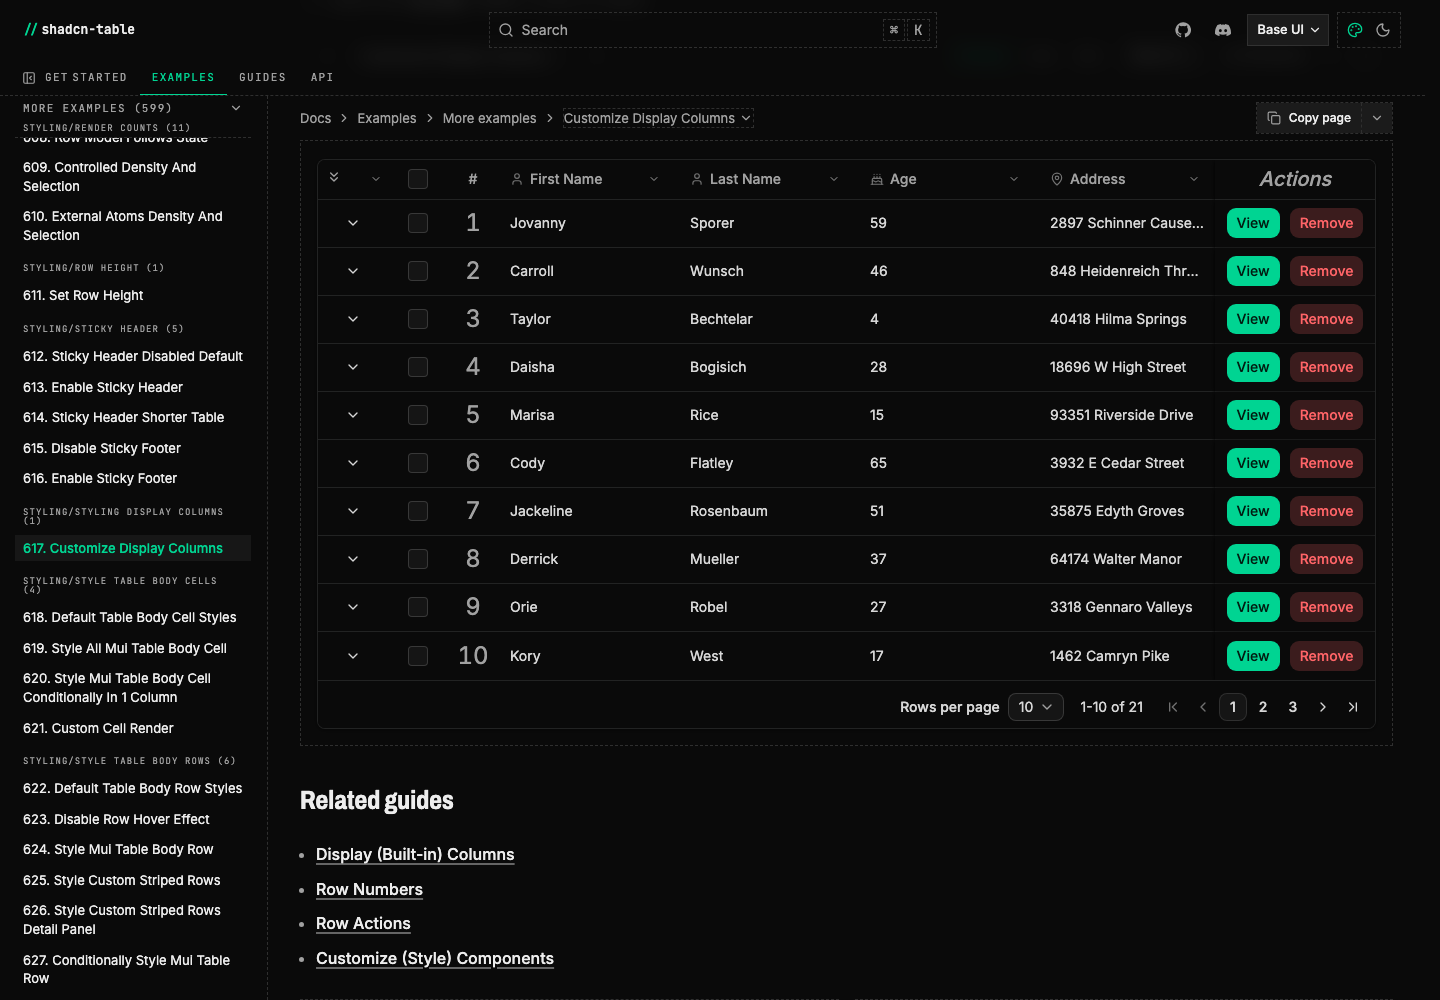 // shadcn-table
Search
⌘ K
Base UI
GET STARTED
EXAMPLES
GUIDES
API
MORE EXAMPLES (599)
STYLING/RENDER COUNTS (11)
608. Row Model Follows State
609. Controlled Density And
Selection
610. External Atoms Density And
Selection
STYLING/ROW HEIGHT (1)
611. Set Row Height
STYLING/STICKY HEADER (5)
612. Sticky Header Disabled Default
613. Enable Sticky Header
614. Sticky Header Shorter Table
615. Disable Sticky Footer
616. Enable Sticky Footer
STYLING/STYLING DISPLAY COLUMNS
(1)
617. Customize Display Columns
STYLING/STYLE TABLE BODY CELLS
(4)
618. Default Table Body Cell Styles
619. Style All Mui Table Body Cell
620. Style Mui Table Body Cell
Conditionally In 1 Column
621. Custom Cell Render
STYLING/STYLE TABLE BODY ROWS (6)
622. Default Table Body Row Styles
623. Disable Row Hover Effect
624. Style Mui Table Body Row
625. Style Custom Striped Rows
626. Style Custom Striped Rows
Detail Panel
627. Conditionally Style Mui Table
Row
Docs > Examples > More examples > Customize Display Columns
Copy page
# First Name Last Name Age Address Actions
1 Jovanny Sporer 59 2897 Schinner Cause... View Remove
2 Carroll Wunsch 46 848 Heidenreich Thr... View Remove
3 Taylor Bechtelar 4 40418 Hilma Springs View Remove
4 Daisha Bogisich 28 18696 W High Street View Remove
5 Marisa Rice 15 93351 Riverside Drive View Remove
6 Cody Flatley 65 3932 E Cedar Street View Remove
7 Jackeline Rosenbaum 51 35875 Edyth Groves View Remove
8 Derrick Mueller 37 64174 Walter Manor View Remove
9 Orie Robel 27 3318 Gennaro Valleys View Remove
10 Kory West 17 1462 Camryn Pike View Remove
Rows per page 10 1-10 of 21 1 2 3
Related guides
Display (Built-in) Columns
Row Numbers
Row Actions
Customize (Style) Components